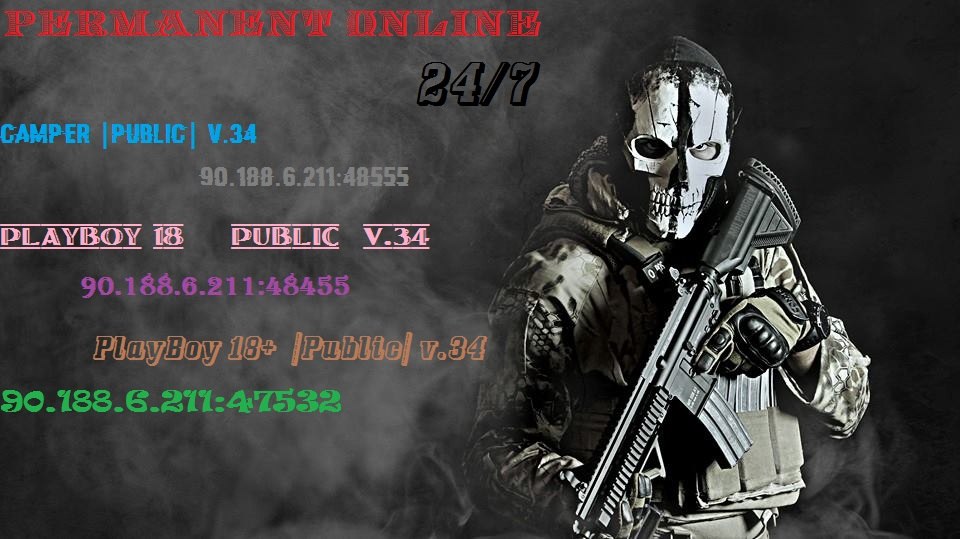 PERMANENT ONLINE
24/7
CAMPER |PUBLIC| V.34
90.188.6.211:48555
PLAYBOY 18 PUBLIC V.34
90.188.6.211:48455
PlayBoy 18+ |Public| v.34
90.188.6.211:47532